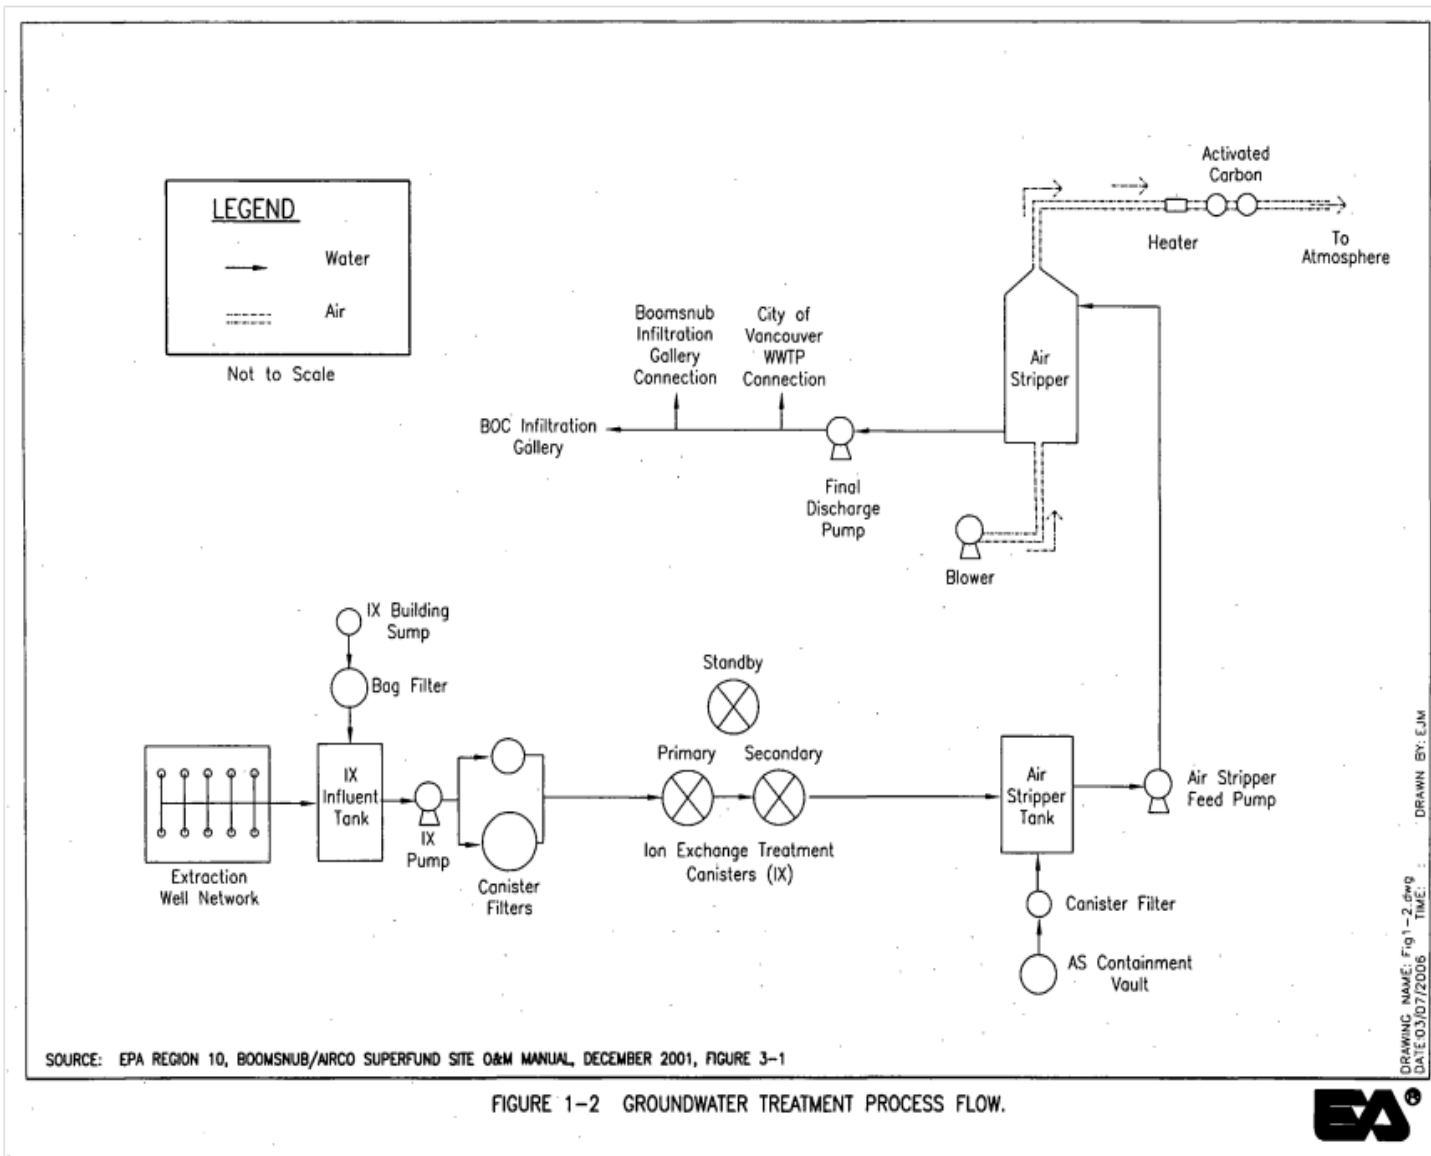 LEGEND
Water
Air
Not to Scale
Activated
Carbon
Heater
To
Atmosphere
Boomsnub
Infiltration
Gallery
Connection
City of
Vancouver
WWTP
Connection
Air
Stripper
BOC Infiltration
Gallery
Final
Discharge
Pump
Blower
IX Building
Sump
Bag Filter
Standby
Primary
Secondary
IX
Influent
Tank
IX
Pump
Extraction
Well Network
Canister
Filters
Ion Exchange Treatment
Canisters (IX)
Air
Stripper
Tank
Air Stripper
Feed Pump
Canister Filter
AS Containment
Vault
DRAWING NAME: Fig1-2.dwg
DATE:03/07/2006 TIME: : DRAWN BY: EJM
SOURCE: EPA REGION 10, BOOMSNUB/AIRCO SUPERFUND SITE O&M MANUAL, DECEMBER 2001, FIGURE 3-1
FIGURE 1-2 GROUNDWATER TREATMENT PROCESS FLOW.
EA®